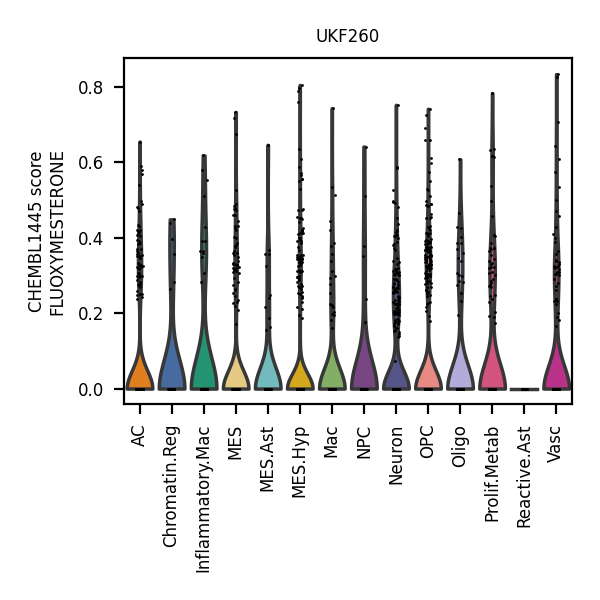 UKF260
CHEMBL1445 score
FLUOXYMESTERONE
0.8
0.6
0.4
0.2
0.0
AC
Chromatin.Reg
Inflammatory.Mac
MES
MES.Ast
MES.Hyp
Mac
NPC
Neuron
OPC
Oligo
Prolif.Metab
Reactive.Ast
Vasc